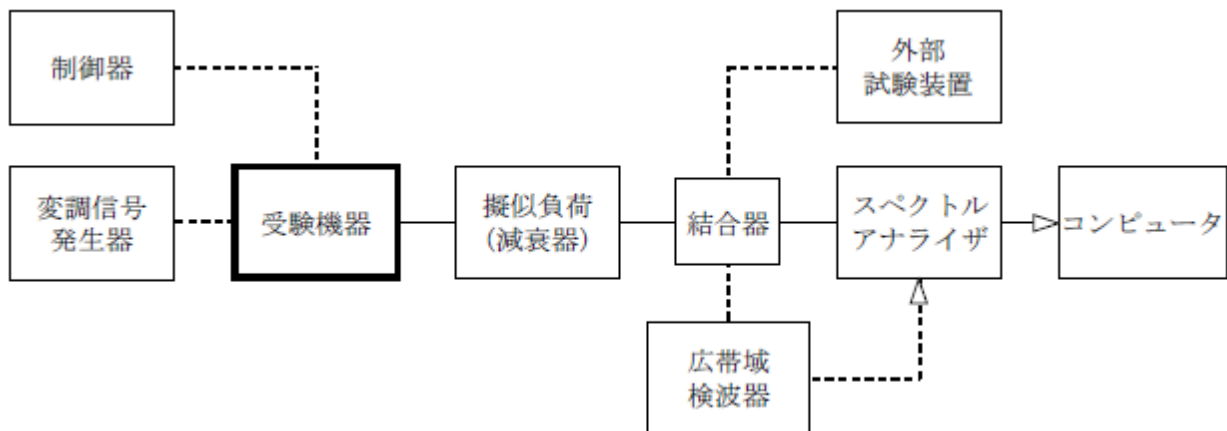 制御器
外部
試験装置
変調信号
発生器
受験機器
擬似負荷
(減衰器)
結合器
スペクトル
アナライザ
コンピュータ
広帯域
検波器